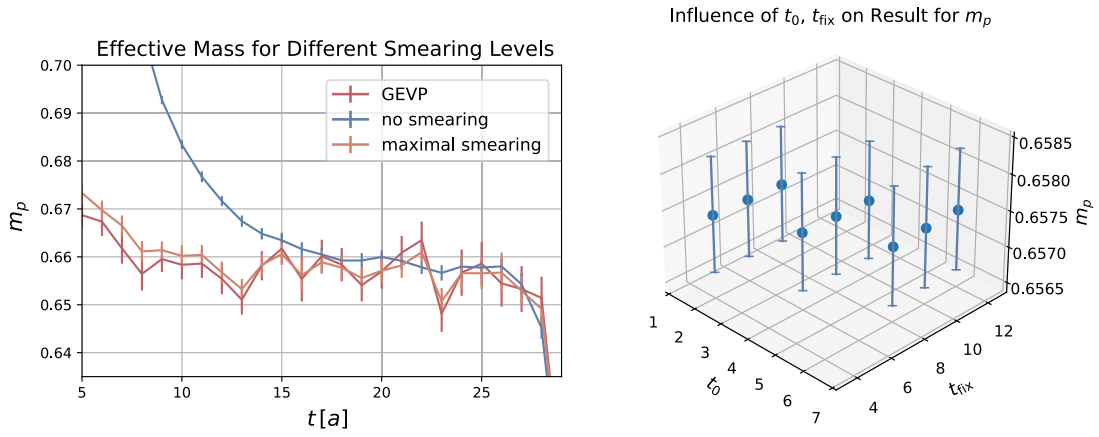 Effective Mass for Different Smearing Levels
0.70
0.69
0.68
0.67
0.66
0.65
0.64
m_p
GEVP
no smearing
maximal smearing
5
10
15
20
25
t [a]
Influence of t_0, t_fix on Result for m_p
0.6585
0.6580
0.6575
0.6570
0.6565
m_p
1
2
3
4
5
6
7
t_0
4
6
8
10
12
t_fix